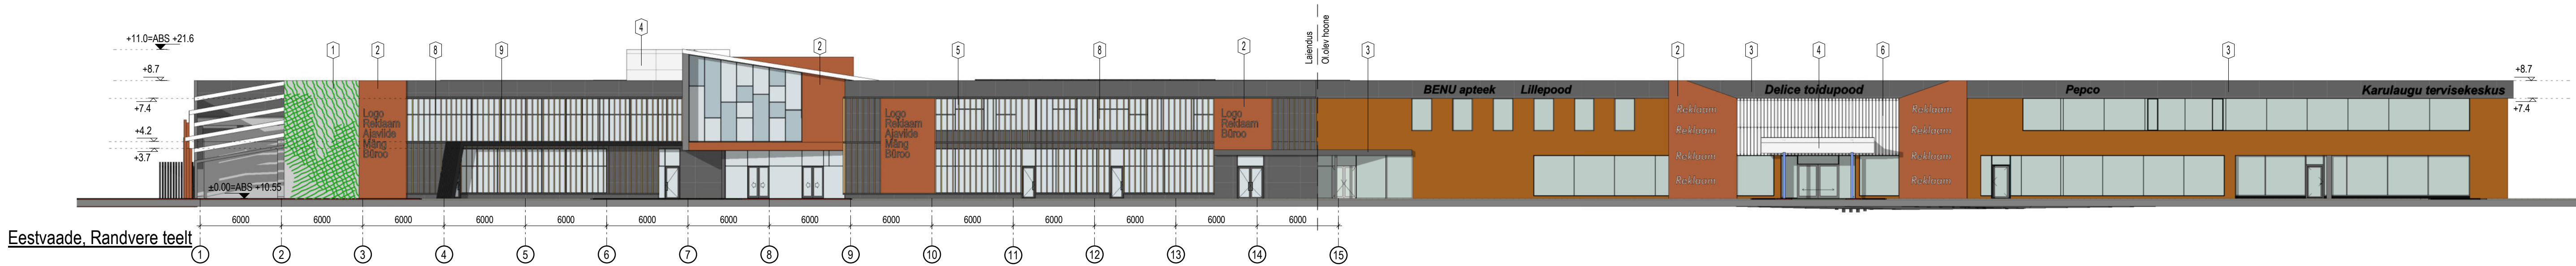 +11.0=ABS +21.6
+8.7
+7.4
+4.2
+3.7
±0.00=ABS +10.55
1
2
8
9
4
2
5
8
2
Laiendus
Ol.olev hoone
3
2
3
4
6
3
+8.7
+7.4
Logo
Reklaam
Ajaviide
Mäng
Büroo
Logo
Reklaam
Ajaviide
Mäng
Büroo
Logo
Reklaam
Büroo
BENU apteek
Lillepood
Delice toidupood
Pepco
Karulaugu tervisekeskus
Reklaam
Reklaam
Reklaam
Reklaam
Reklaam
Reklaam
Reklaam
Reklaam
6000 6000 6000 6000 6000 6000 6000 6000 6000 6000 6000 6000 6000 6000
Eestvaade, Randvere teelt
1 2 3 4 5 6 7 8 9 10 11 12 13 14 15